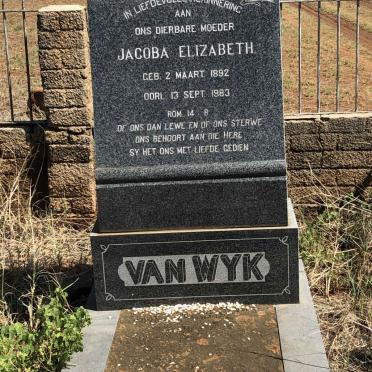 IN LIEFDEVOLLE HERINNERING
AAN
ONS DIERBARE MOEDER
JACOBA ELIZABETH
GEB. 2 MAART 1892
OORL. 13 SEPT. 1983
ROM. 14 : 8
OF ONS DAN LEWE EN OF ONS STERWE
ONS BEHOORT AAN DIE HERE
SY HET ONS MET LIEFDE GEDIEN
VAN WYK